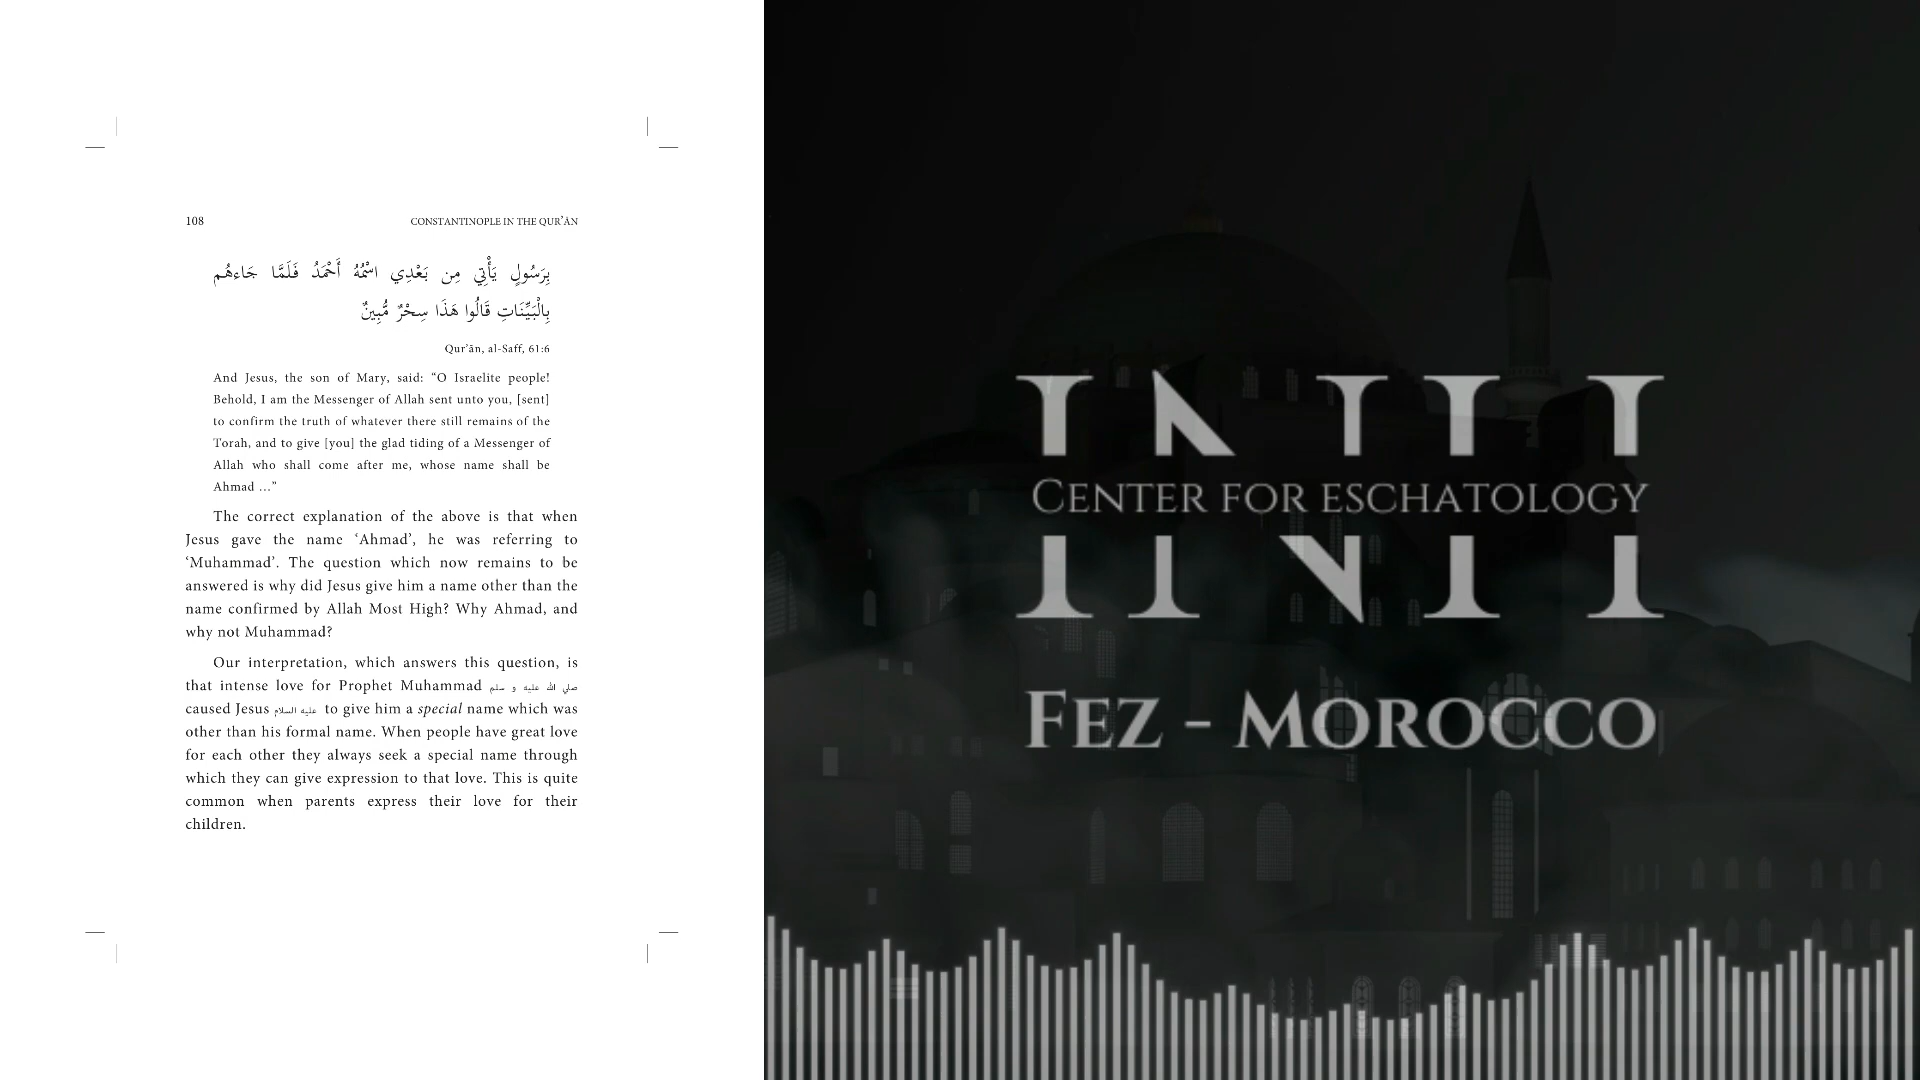 108
CONSTANTINOPLE IN THE QUR’ĀN
بِرَسُولٍ يَأْتِي مِن بَعْدِي اسْمُهُ أَحْمَدُ فَلَمَّا جَاءهُم
بِالْبَيِّنَاتِ قَالُوا هَذَا سِحْرٌ مُّبِينٌ
Qur’ān, al-Saff, 61:6
And Jesus, the son of Mary, said: “O Israelite people!
Behold, I am the Messenger of Allah sent unto you, [sent]
to confirm the truth of whatever there still remains of the
Torah, and to give [you] the glad tiding of a Messenger of
Allah who shall come after me, whose name shall be
Ahmad …”
The correct explanation of the above is that when
Jesus gave the name ‘Ahmad’, he was referring to
‘Muhammad’. The question which now remains to be
answered is why did Jesus give him a name other than the
name confirmed by Allah Most High? Why Ahmad, and
why not Muhammad?
Our interpretation, which answers this question, is
that intense love for Prophet Muhammad صلي الله عليه و سلم
caused Jesus عليه السلام to give him a special name which was
other than his formal name. When people have great love
for each other they always seek a special name through
which they can give expression to that love. This is quite
common when parents express their love for their
children.
INH
CENTER FOR ESCHATOLOGY
FEZ - MOROCCO